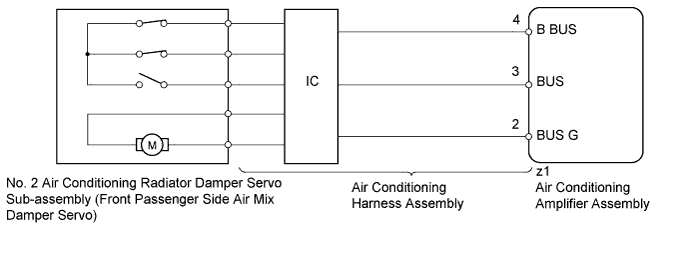 4
B BUS
IC
3
BUS
2
BUS G
M
z1
No. 2 Air Conditioning Radiator Damper Servo
Sub-assembly (Front Passenger Side Air Mix
Damper Servo)
Air Conditioning
Harness Assembly
Air Conditioning
Amplifier Assembly